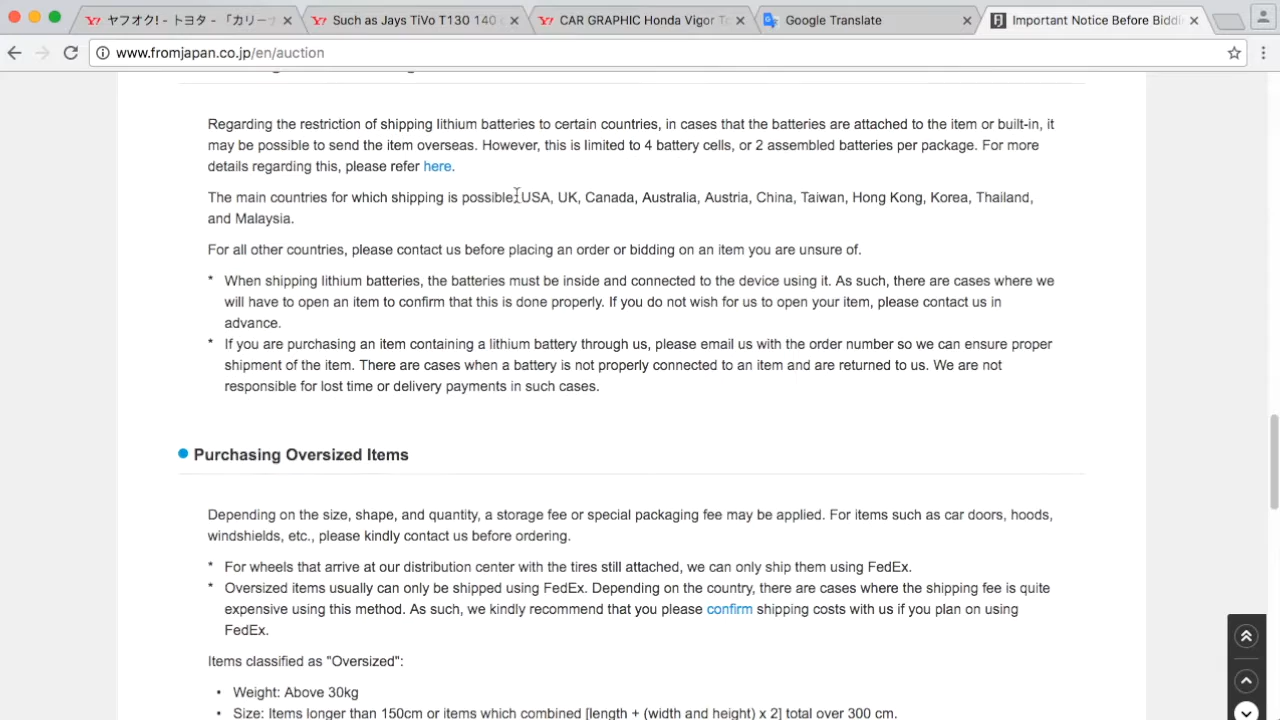 ヤフオク! - トヨタ - 「カリーナ
Such as Jays TiVo T130 140
CAR GRAPHIC Honda Vigor To
Google Translate
Important Notice Before Biddi
www.fromjapan.co.jp/en/auction
Regarding the restriction of shipping lithium batteries to certain countries, in cases that the batteries are attached to the item or built-in, it
may be possible to send the item overseas. However, this is limited to 4 battery cells, or 2 assembled batteries per package. For more
details regarding this, please refer here.
The main countries for which shipping is possible:USA, UK, Canada, Australia, Austria, China, Taiwan, Hong Kong, Korea, Thailand,
and Malaysia.
For all other countries, please contact us before placing an order or bidding on an item you are unsure of.
* When shipping lithium batteries, the batteries must be inside and connected to the device using it. As such, there are cases where we
will have to open an item to confirm that this is done properly. If you do not wish for us to open your item, please contact us in
advance.
* If you are purchasing an item containing a lithium battery through us, please email us with the order number so we can ensure proper
shipment of the item. There are cases when a battery is not properly connected to an item and are returned to us. We are not
responsible for lost time or delivery payments in such cases.
Purchasing Oversized Items
Depending on the size, shape, and quantity, a storage fee or special packaging fee may be applied. For items such as car doors, hoods,
windshields, etc., please kindly contact us before ordering.
* For wheels that arrive at our distribution center with the tires still attached, we can only ship them using FedEx.
* Oversized items usually can only be shipped using FedEx. Depending on the country, there are cases where the shipping fee is quite
expensive using this method. As such, we kindly recommend that you please confirm shipping costs with us if you plan on using
FedEx.
Items classified as "Oversized":
• Weight: Above 30kg
• Size: Items longer than 150cm or items which combined [length + (width and height) x 2] total over 300 cm.